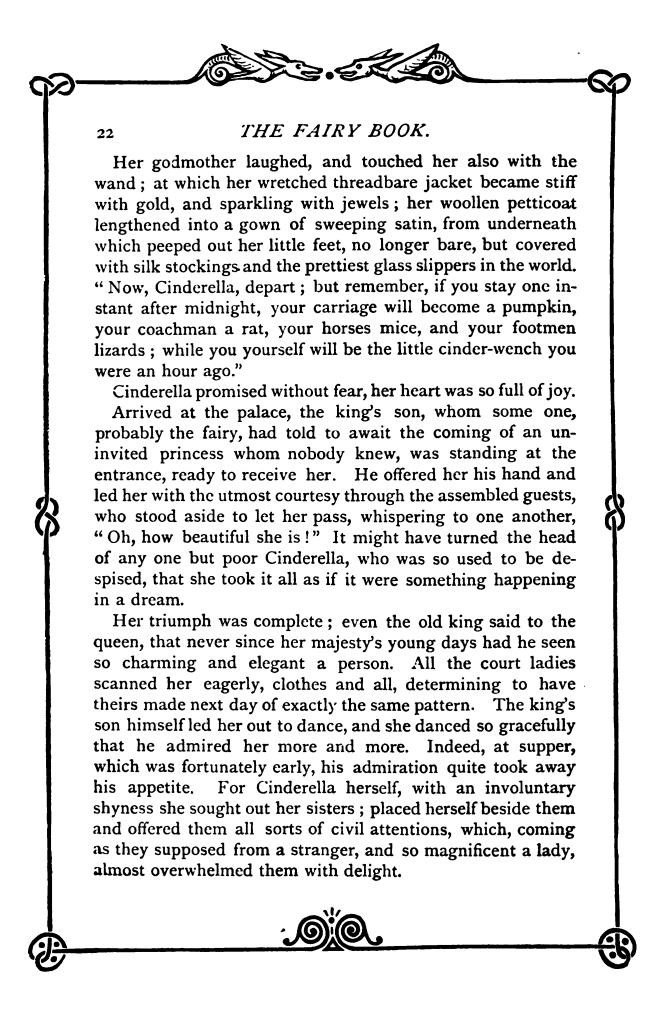 22 THE FAIRY BOOK.
Her godmother laughed, and touched her also with the
wand ; at which her wretched threadbare jacket became stiff
with gold, and sparkling with jewels ; her woollen petticoat
lengthened into a gown of sweeping satin, from underneath
which peeped out her little feet, no longer bare, but covered
with silk stockings and the prettiest glass slippers in the world.
“ Now, Cinderella, depart ; but remember, if you stay one in-
stant after midnight, your carriage will become a pumpkin,
your coachman a rat, your horses mice, and your footmen
lizards ; while you yourself will be the little cinder-wench you
were an hour ago.”
Cinderella promised without fear, her heart was so full of joy.
Arrived at the palace, the king’s son, whom some one,
probably the fairy, had told to await the coming of an un-
invited princess whom nobody knew, was standing at the
entrance, ready to receive her. He offered her his hand and
led her with the utmost courtesy through the assembled guests,
who stood aside to let her pass, whispering to one another,
“ Oh, how beautiful she is ! ” It might have turned the head
of any one but poor Cinderella, who was so used to be de-
spised, that she took it all as if it were something happening
in a dream.
Her triumph was complete ; even the old king said to the
queen, that never since her majesty’s young days had he seen
so charming and elegant a person. All the court ladies
scanned her eagerly, clothes and all, determining to have
theirs made next day of exactly the same pattern. The king’s
son himself led her out to dance, and she danced so gracefully
that he admired her more and more. Indeed, at supper,
which was fortunately early, his admiration quite took away
his appetite. For Cinderella herself, with an involuntary
shyness she sought out her sisters ; placed herself beside them
and offered them all sorts of civil attentions, which, coming
as they supposed from a stranger, and so magnificent a lady,
almost overwhelmed them with delight.